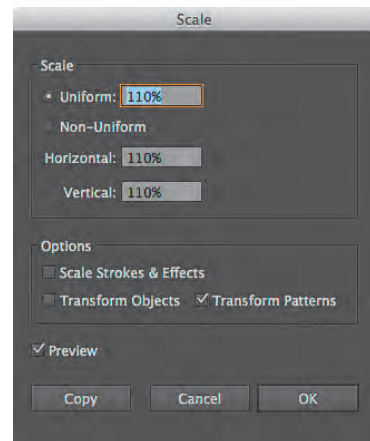 Scale
Scale
Uniform: 110%
Non-Uniform
Horizontal: 110%
Vertical: 110%
Options
Scale Strokes & Effects
Transform Objects Transform Patterns
Preview
Copy Cancel OK